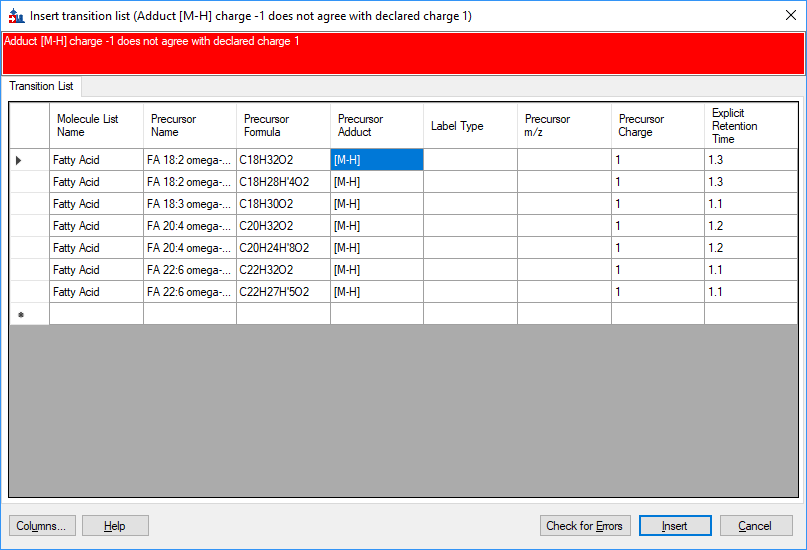 Insert transition list (Adduct [M-H] charge -1 does not agree with declared charge 1)
Adduct [M-H] charge -1 does not agree with declared charge 1
Transition List
Molecule List Name Precursor Name Precursor Formula Precursor Adduct Label Type Precursor m/z Precursor Charge Explicit Retention Time
Fatty Acid FA 18:2 omega-... C18H32O2 [M-H] 1 1.3
Fatty Acid FA 18:2 omega-... C18H28H'4O2 [M-H] 1 1.3
Fatty Acid FA 18:3 omega-... C18H30O2 [M-H] 1 1.1
Fatty Acid FA 20:4 omega-... C20H32O2 [M-H] 1 1.2
Fatty Acid FA 20:4 omega-... C20H24H'8O2 [M-H] 1 1.2
Fatty Acid FA 22:6 omega-... C22H32O2 [M-H] 1 1.1
Fatty Acid FA 22:6 omega-... C22H27H'5O2 [M-H] 1 1.1
Columns... Help Check for Errors Insert Cancel